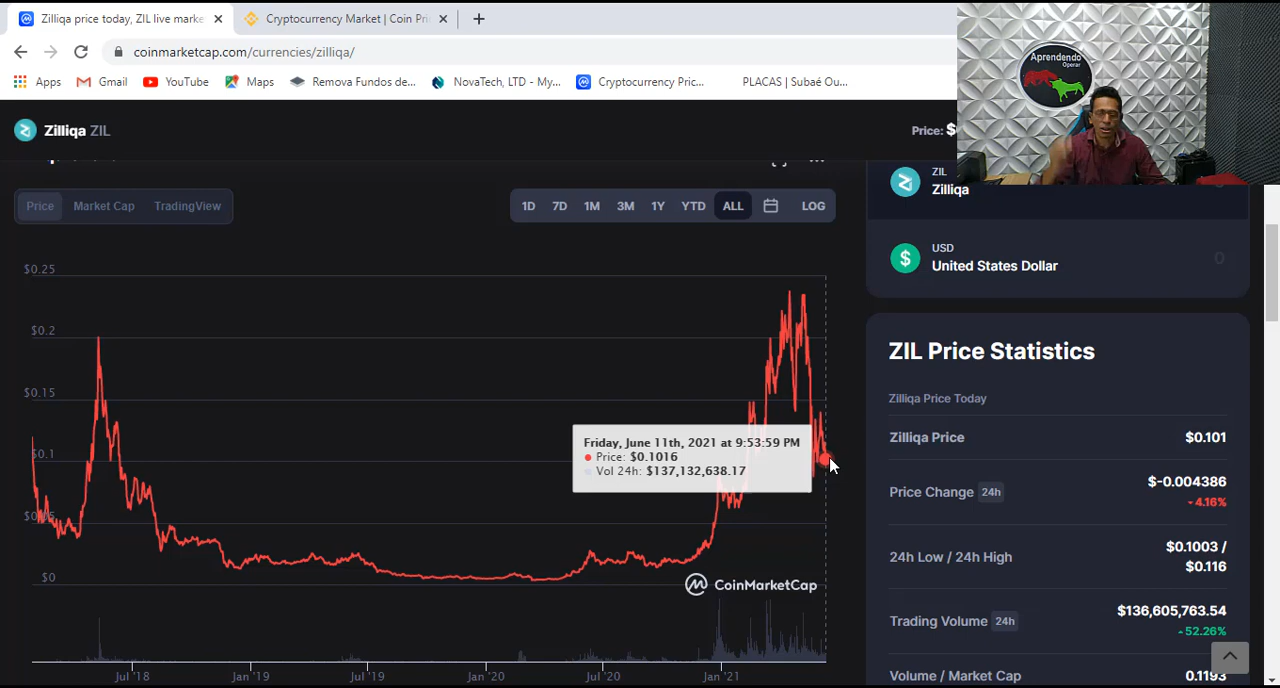 Zilliqa price today, ZIL live marke
Cryptocurrency Market | Coin Pri
coinmarketcap.com/currencies/zilliqa/
Apps
Gmail
YouTube
Maps
Remova Fundos de...
NovaTech, LTD - My...
Cryptocurrency Pric...
PLACAS | Subaé Ou...
Aprendendo
Operar
Zilliqa ZIL
Price: $
Price
Market Cap
TradingView
1D
7D
1M
3M
1Y
YTD
ALL
LOG
ZIL
Zilliqa
USD
United States Dollar
0
$0.25
$0.2
$0.15
$0.1
$0.05
$0
Friday, June 11th, 2021 at 9:53:59 PM
Price: $0.1016
Vol 24h: $137,132,638.17
CoinMarketCap
Jul '18
Jan '19
Jul '19
Jan '20
Jul '20
Jan '21
ZIL Price Statistics
Zilliqa Price Today
Zilliqa Price
$0.101
Price Change 24h
$-0.004386
4.16%
24h Low / 24h High
$0.1003 /
$0.116
Trading Volume 24h
$136,605,763.54
52.26%
Volume / Market Cap
0.1193